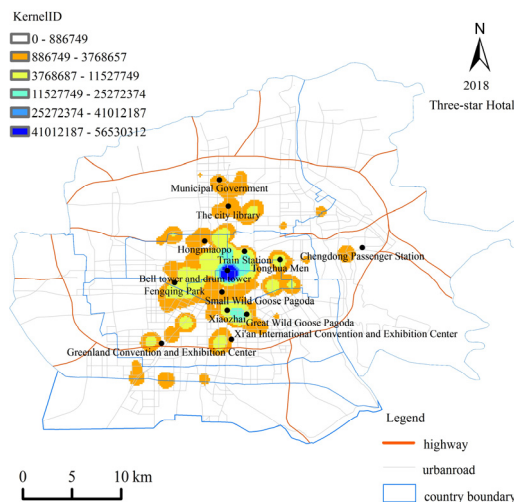 KernelID
0 - 886749
886749 - 3768657
3768687 - 11527749
11527749 - 25272374
25272374 - 41012187
41012187 - 56530312
N
2018
Three-star Hotal
Municipal Government
The city library
Hongmiaopo
Chengdong Passenger Station
Train Station
Tonghua Men
Bell tower and drum tower
Fengqing Park
Small Wild Goose Pagoda
Xiaozhai
Great Wild Goose Pagoda
Xi'an International Convention and Exhibition Center
Greenland Convention and Exhibition Center
Legend
highway
urbanroad
country boundary
0 5 10 km